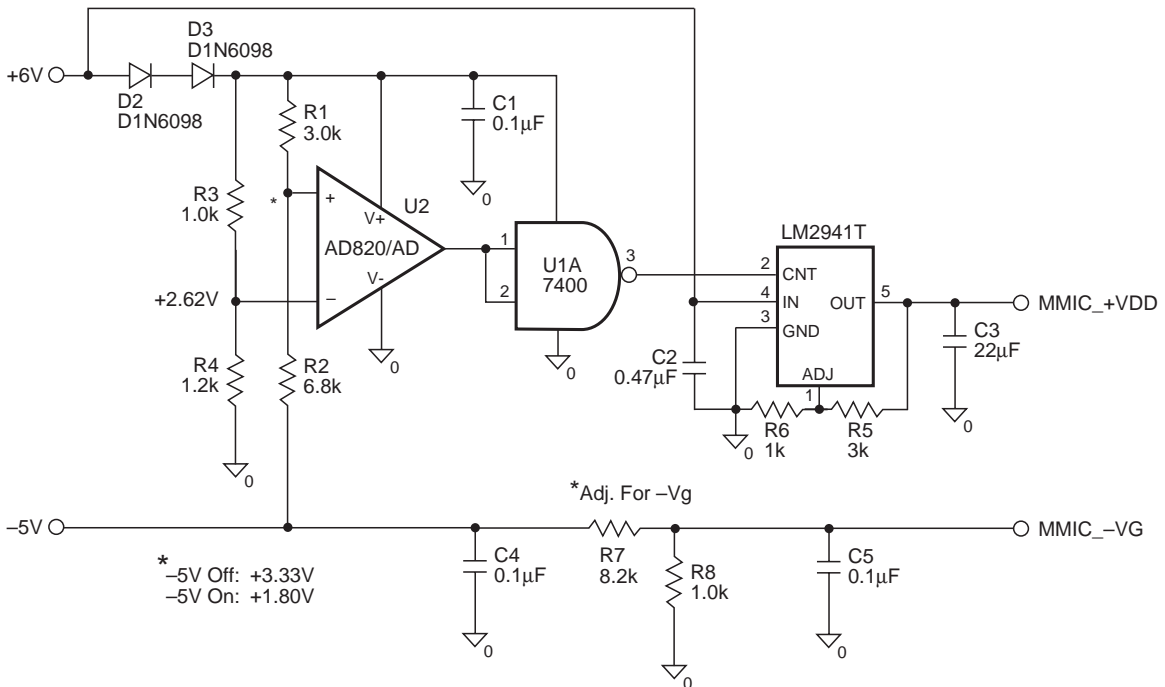 +6V
D3
D1N6098
D2
D1N6098
R1
3.0k
C1
0.1µF
0
R3
1.0k
*
+
V+
U2
AD820/AD
V-
–
+2.62V
0
1
2
U1A
7400
3
0
LM2941T
2 CNT
4 IN
3 GND
OUT 5
ADJ
1
MMIC_+VDD
C3
22µF
0
C2
0.47µF
R4
1.2k
0
R2
6.8k
0
R6
1k
R5
3k
–5V
*Adj. For –Vg
MMIC_–VG
*
–5V Off: +3.33V
–5V On: +1.80V
C4
0.1µF
0
R7
8.2k
R8
1.0k
0
C5
0.1µF
0